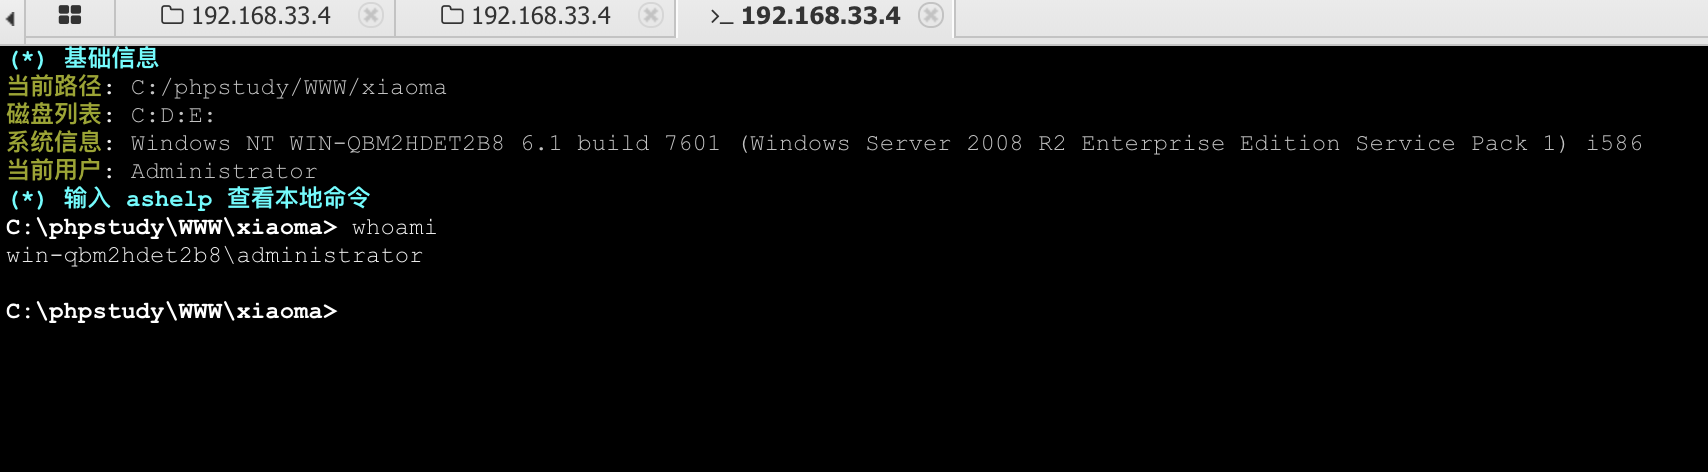 192.168.33.4 192.168.33.4 >_ 192.168.33.4
(*) 基础信息
当前路径: C:/phpstudy/WWW/xiaoma
磁盘列表: C:D:E:
系统信息: Windows NT WIN-QBM2HDET2B8 6.1 build 7601 (Windows Server 2008 R2 Enterprise Edition Service Pack 1) i586
当前用户: Administrator
(*) 输入 ashelp 查看本地命令
C:\phpstudy\WWW\xiaoma> whoami
win-qbm2hdet2b8\administrator
C:\phpstudy\WWW\xiaoma>